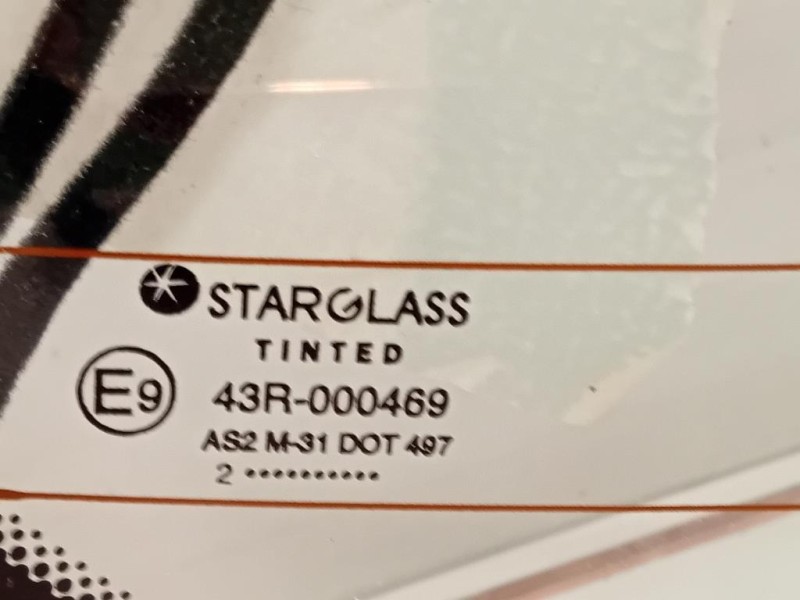 STARGLASS
TINTED
E9 43R-000469
AS2 M-31 DOT 497
2 ••••••••••